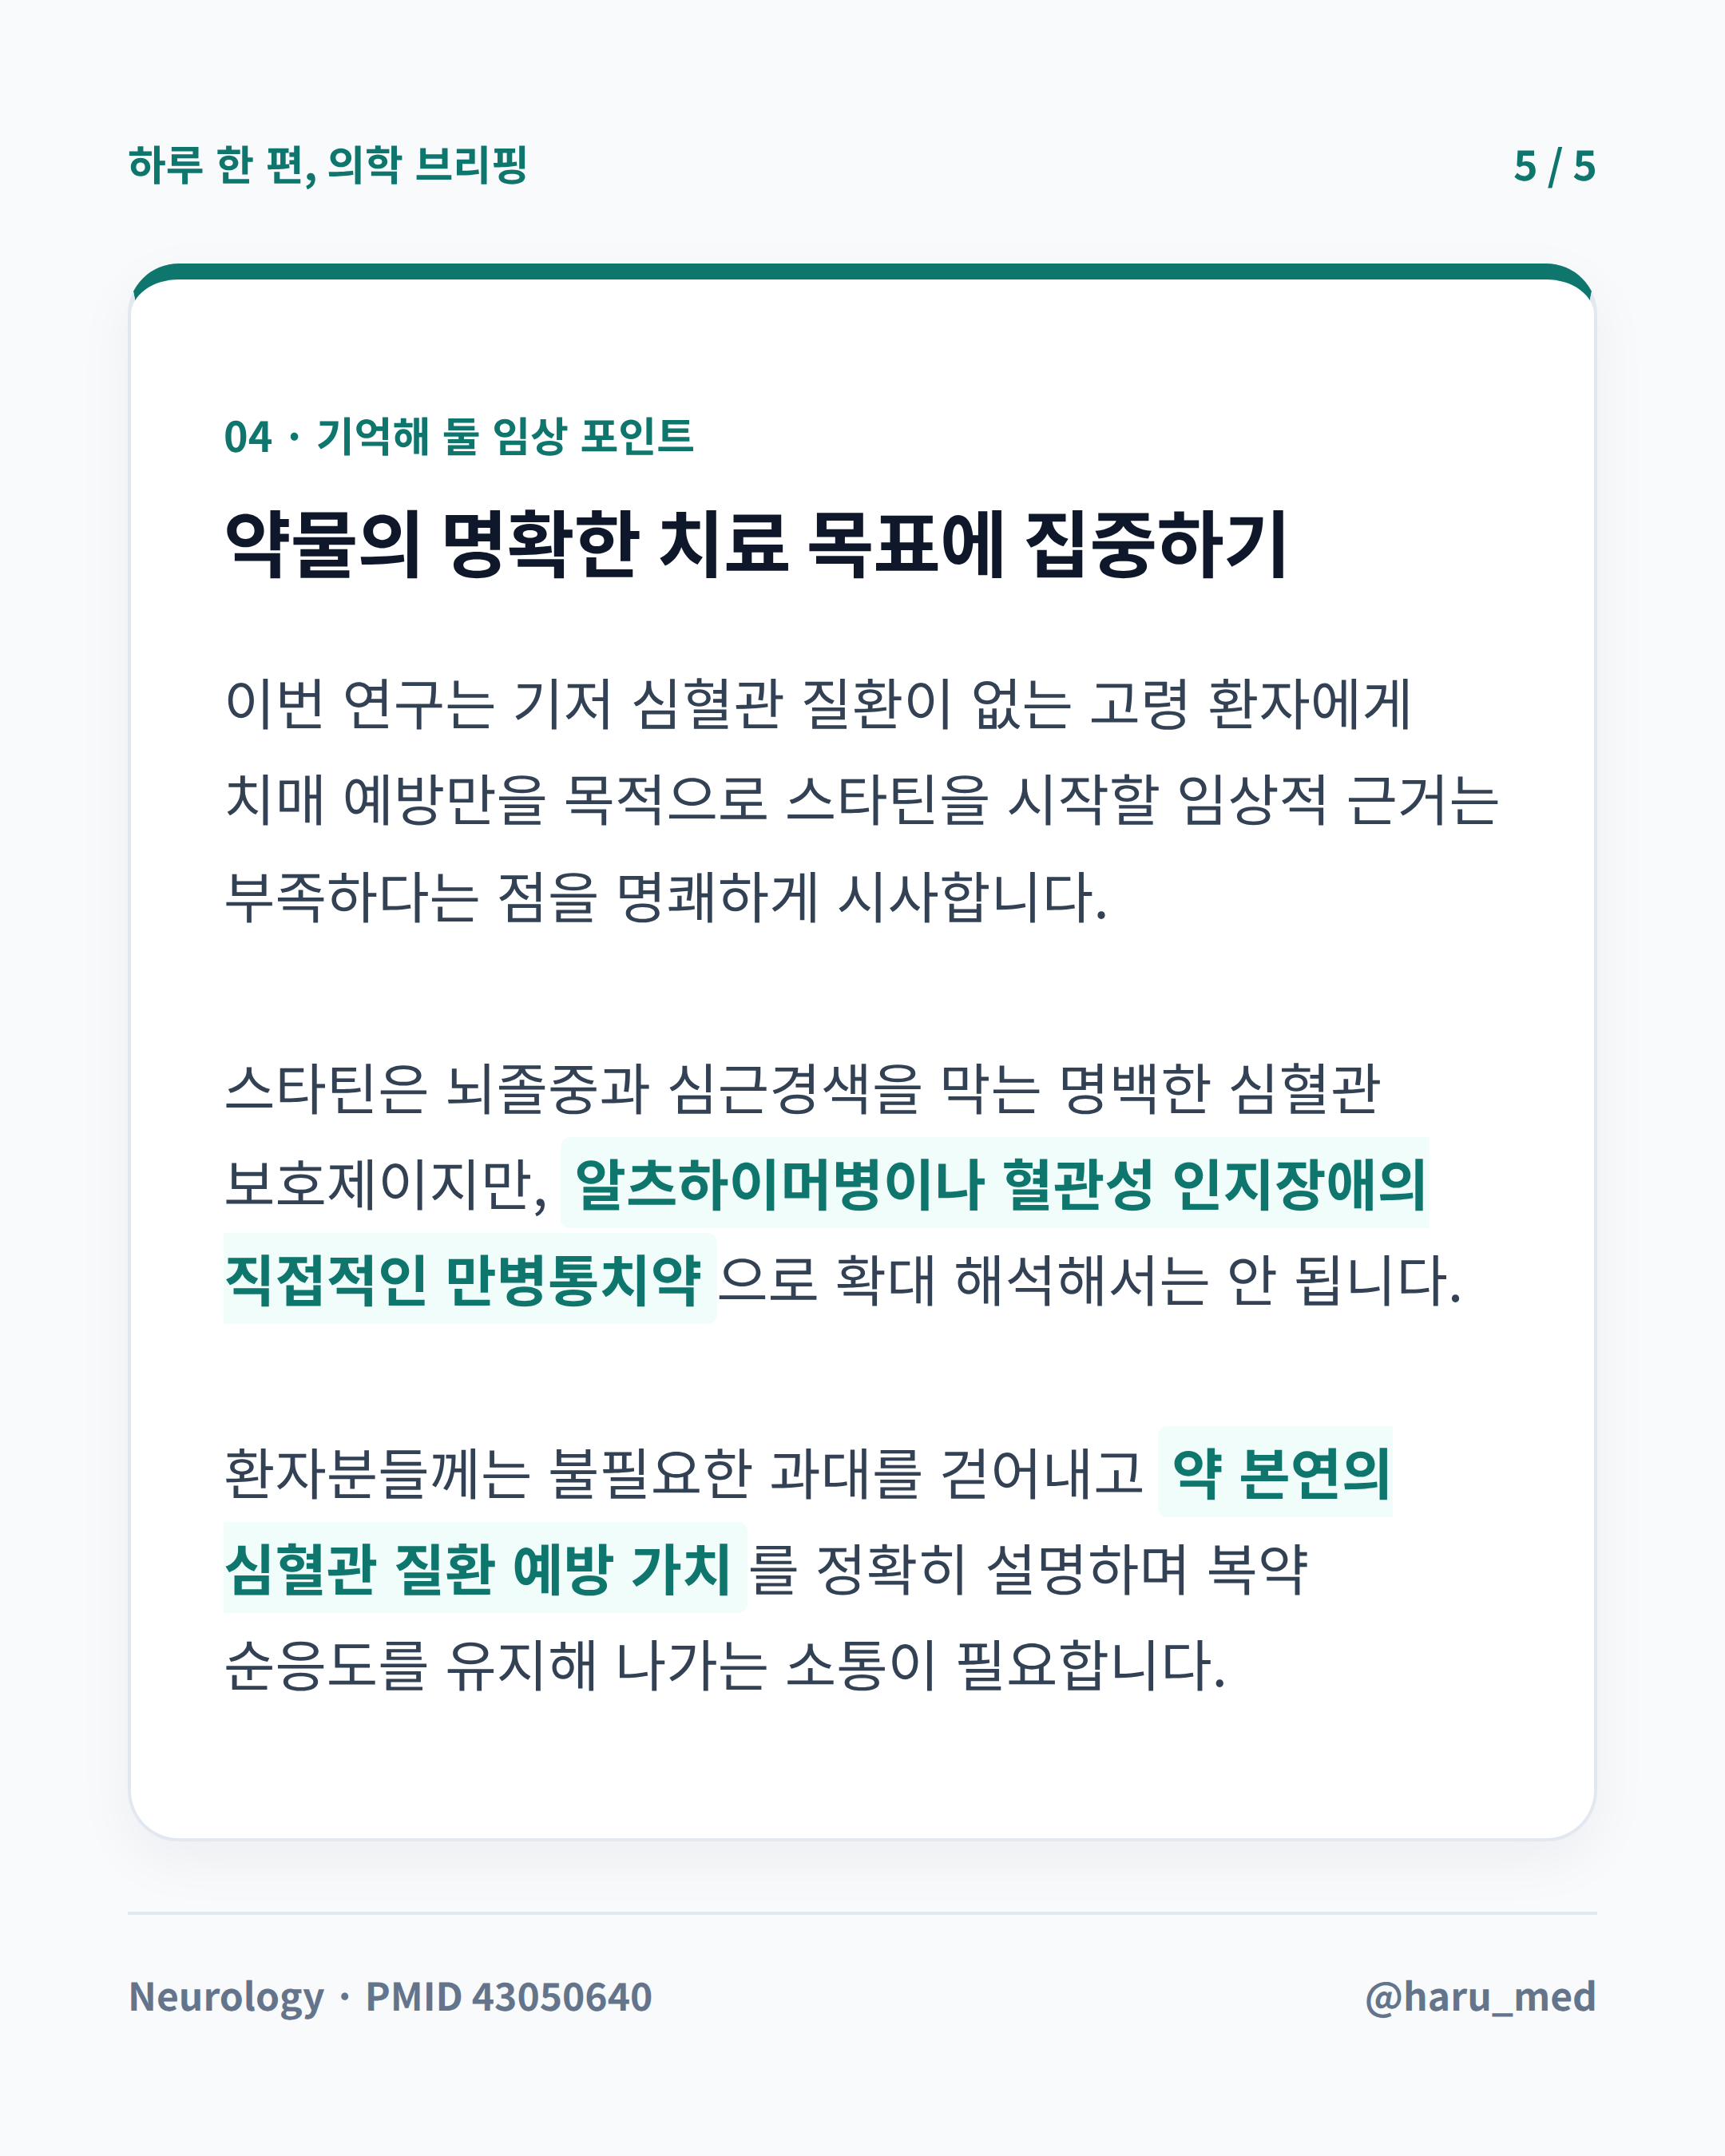 하루 한 편, 의학 브리핑
5 / 5
04 · 기억해 둘 임상 포인트
약물의 명확한 치료 목표에 집중하기
이번 연구는 기저 심혈관 질환이 없는 고령 환자에게
치매 예방만을 목적으로 스타틴을 시작할 임상적 근거는
부족하다는 점을 명쾌하게 시사합니다.
스타틴은 뇌졸중과 심근경색을 막는 명백한 심혈관
보호제이지만, 알츠하이머병이나 혈관성 인지장애의
직접적인 만병통치약 으로 확대 해석해서는 안 됩니다.
환자분들께는 불필요한 과대를 걷어내고 약 본연의
심혈관 질환 예방 가치 를 정확히 설명하며 복약
순응도를 유지해 나가는 소통이 필요합니다.
Neurology · PMID 43050640
@haru_med